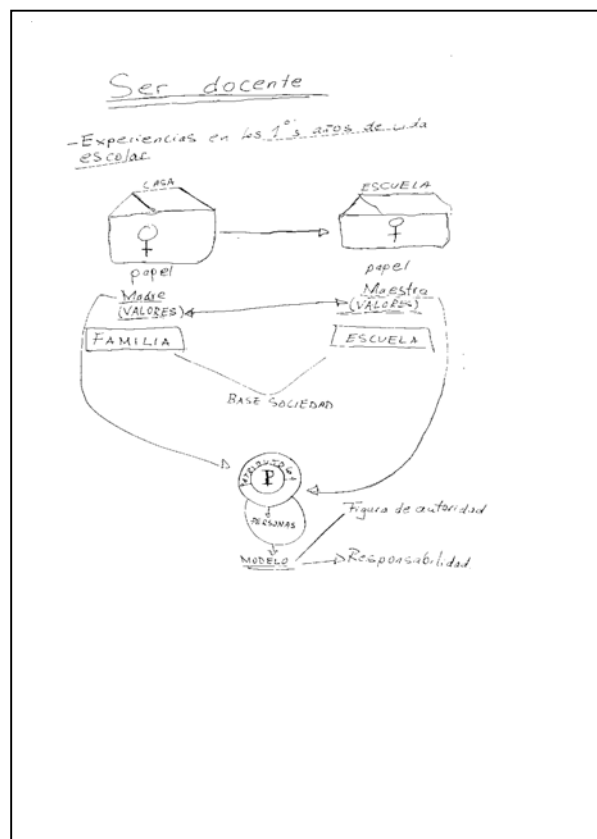 Ser docente
- Experiencias en los 1º's años de vida
escolar
CASA
ESCUELA
papel
papel
Madre
Maestra
(VALORES)
(VALORES)
FAMILIA
ESCUELA
BASE SOCIEDAD
P
PERSONAS
Figura de autoridad
MODELO
Responsabilidad